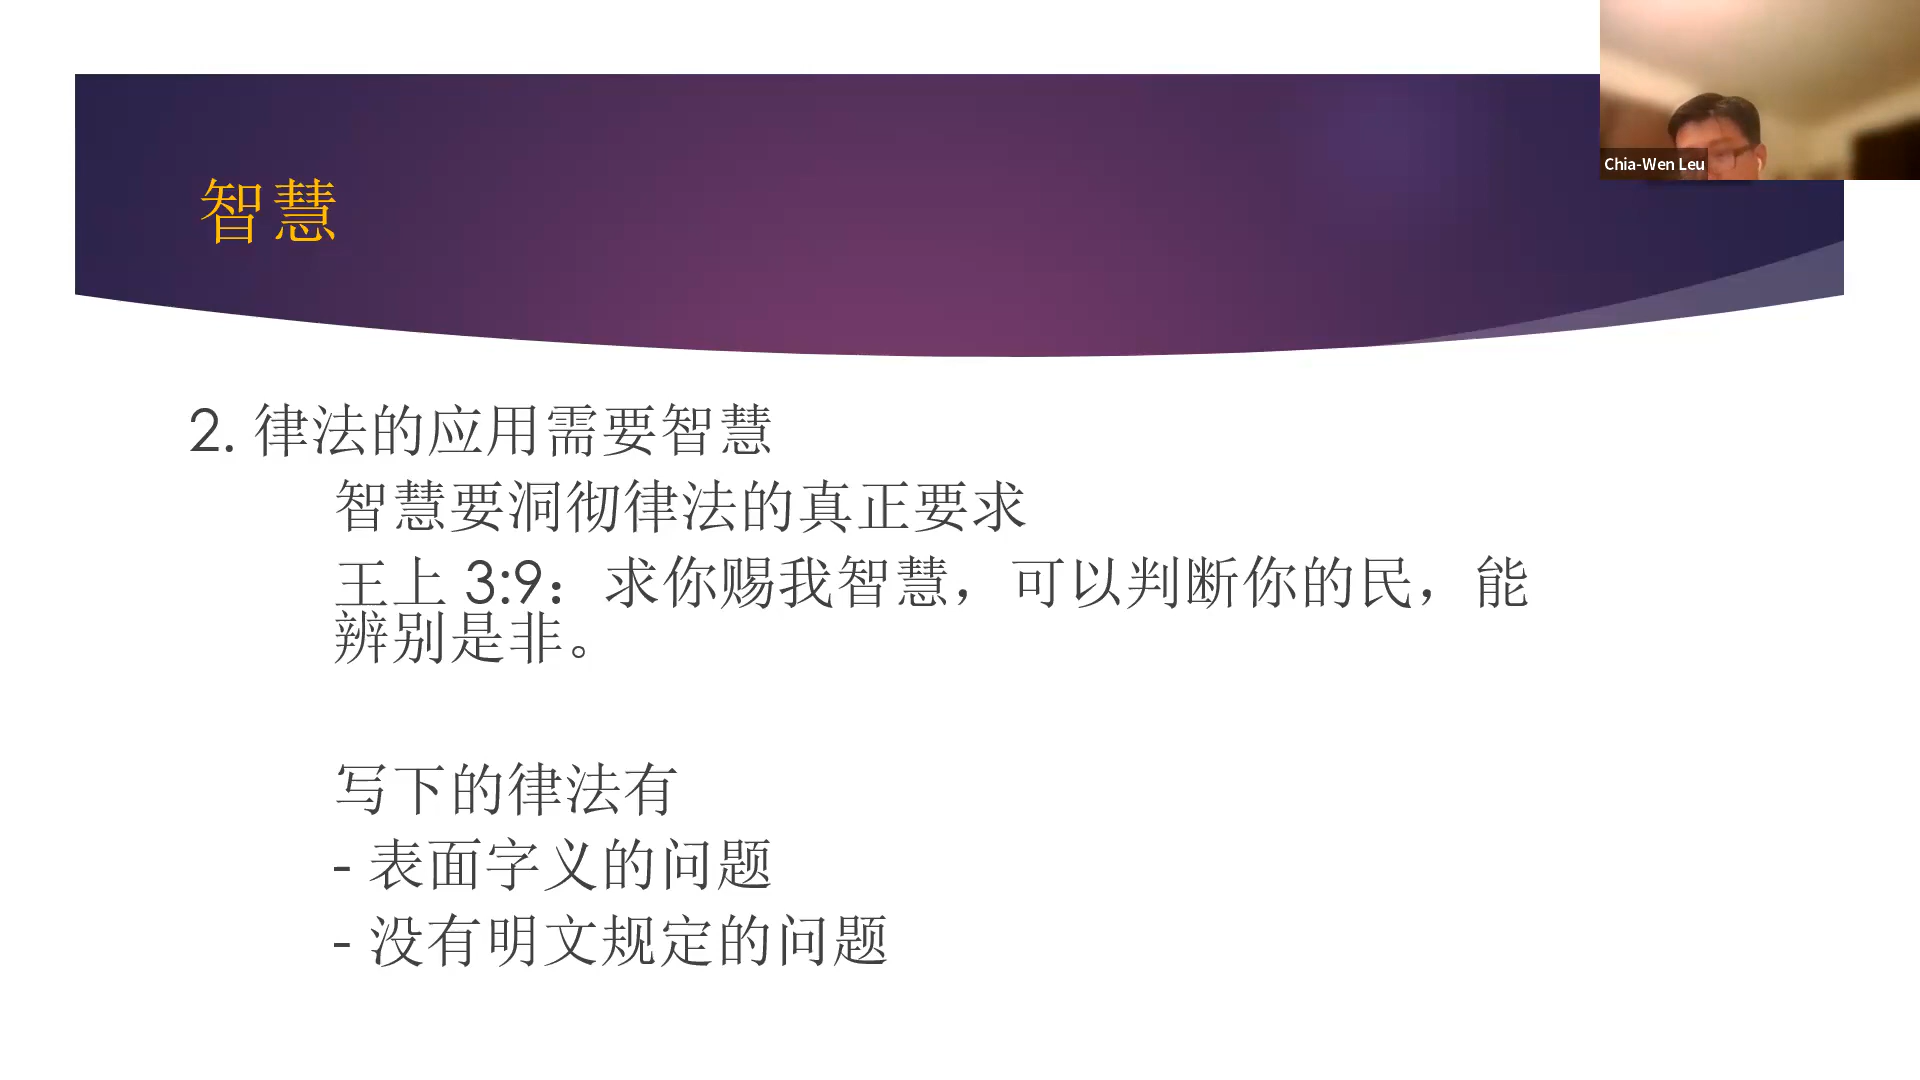 智慧
Chia-Wen Leu
2. 律法的应用需要智慧
智慧要洞彻律法的真正要求
王上 3:9：求你赐我智慧，可以判断你的民，能
辨别是非。
写下的律法有
- 表面字义的问题
- 没有明文规定的问题